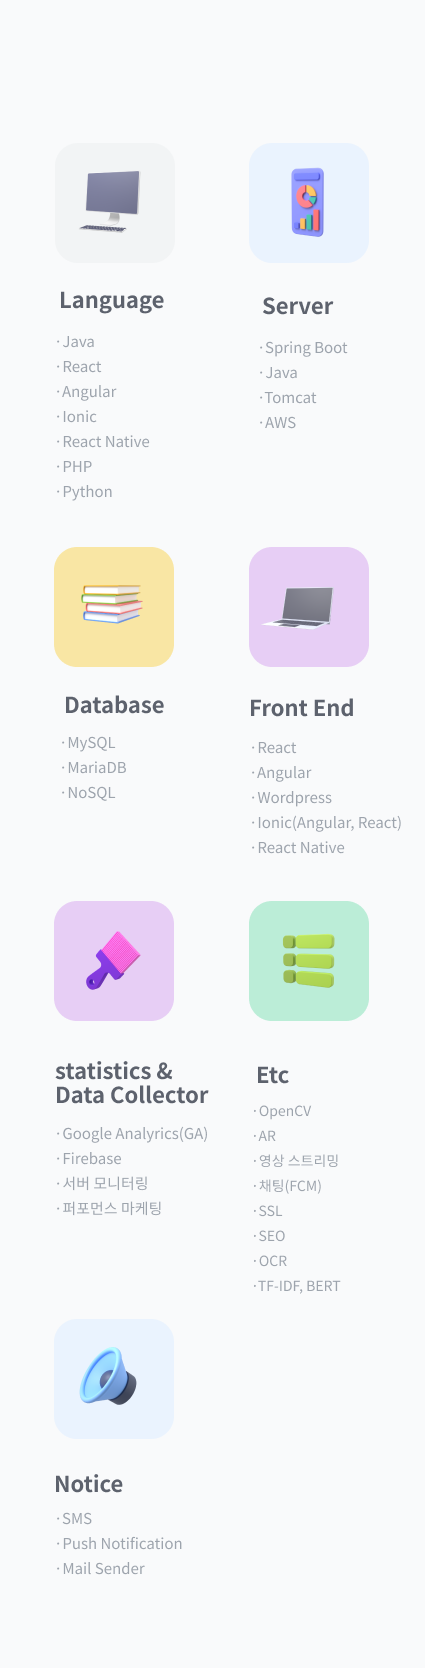 Language
·Java
·React
·Angular
·Ionic
·React Native
·PHP
·Python
Server
·Spring Boot
·Java
·Tomcat
·AWS
Database
·MySQL
·MariaDB
·NoSQL
Front End
·React
·Angular
·Wordpress
·Ionic(Angular, React)
·React Native
statistics &
Data Collector
·Google Analyrics(GA)
·Firebase
·서버 모니터링
·퍼포먼스 마케팅
Etc
·OpenCV
·AR
·영상 스트리밍
·채팅(FCM)
·SSL
·SEO
·OCR
·TF-IDF, BERT
Notice
·SMS
·Push Notification
·Mail Sender